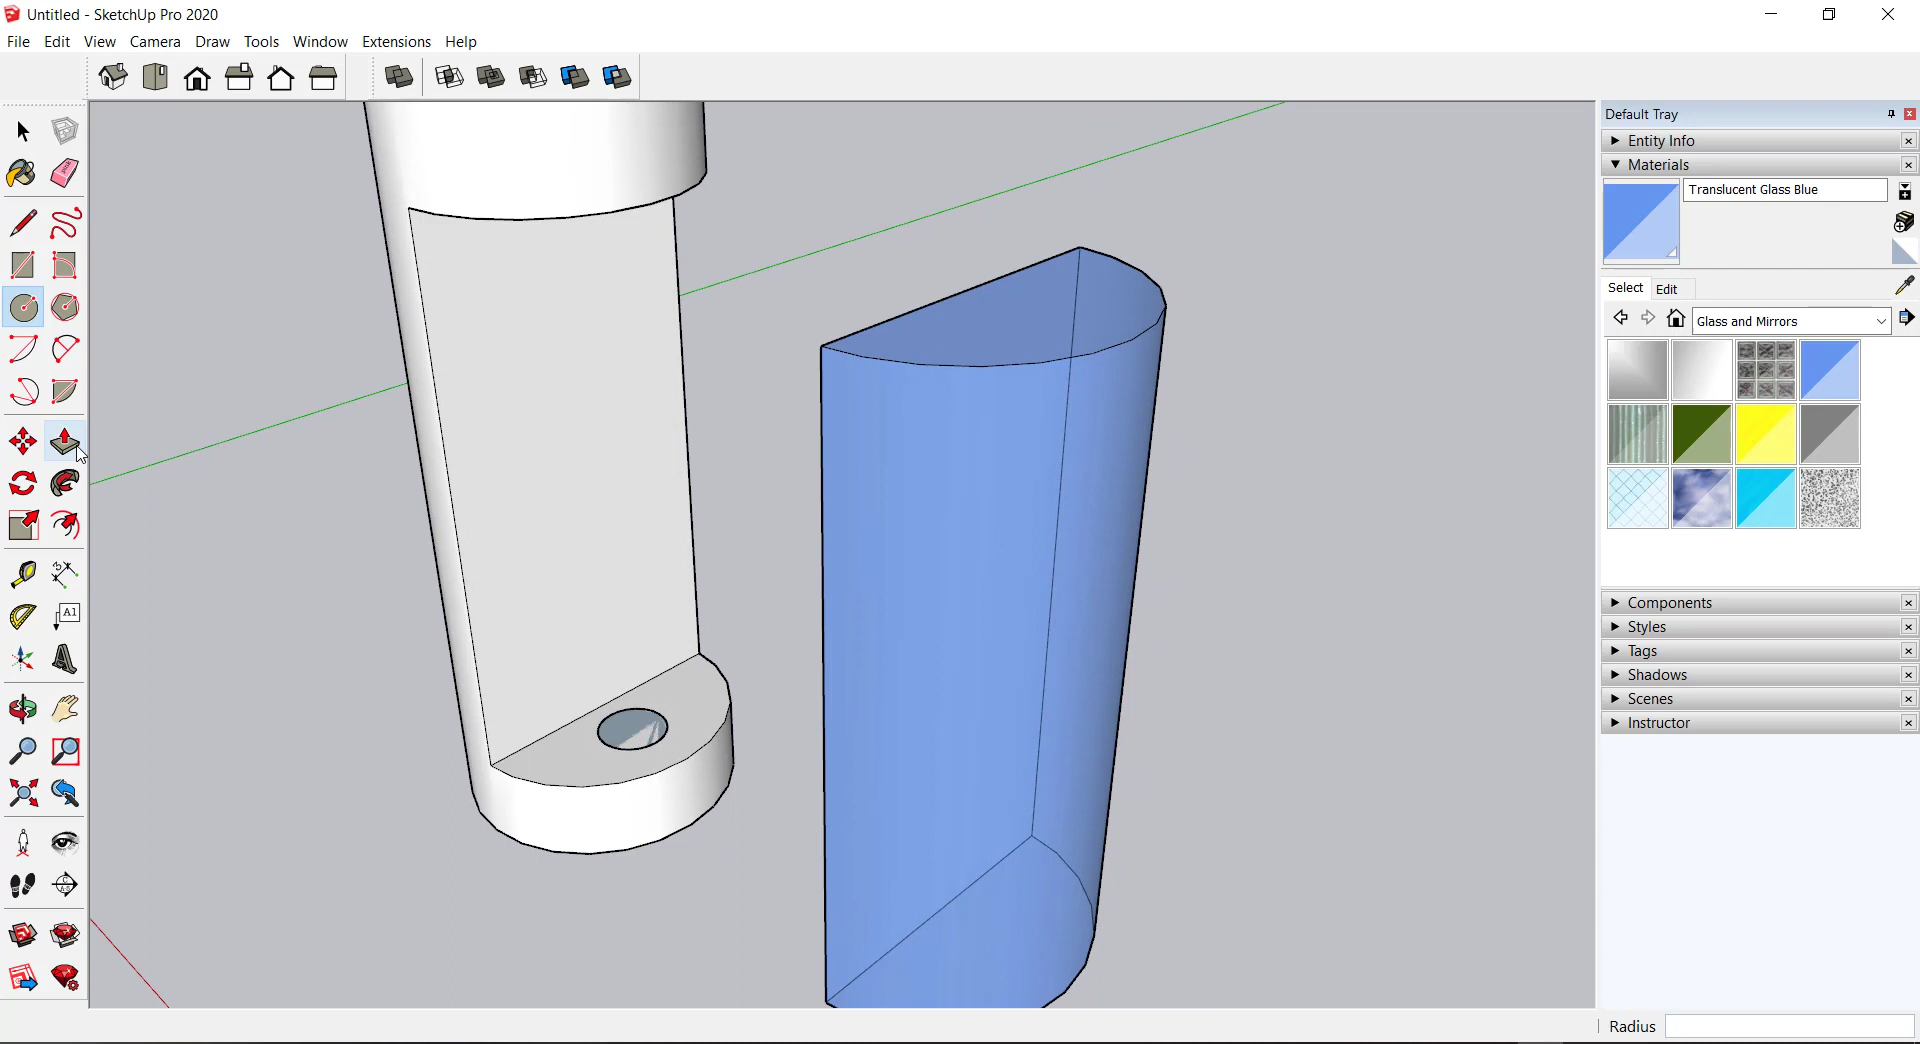 Untitled - SketchUp Pro 2020
File Edit View Camera Draw Tools Window Extensions Help
Default Tray
Entity Info
Materials
Translucent Glass Blue
Select Edit
Glass and Mirrors
A1
Components
Styles
Tags
Shadows
Scenes
Instructor
Radius